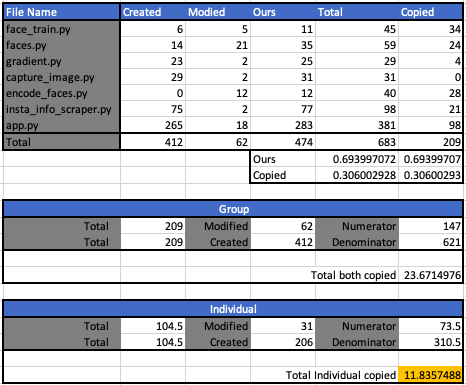 File Name Created Modied Ours Total Copied
face_train.py 6 5 11 45 34
faces.py 14 21 35 59 24
gradient.py 23 2 25 29 4
capture_image.py 29 2 31 31 0
encode_faces.py 0 12 12 40 28
insta_info_scraper.py 75 2 77 98 21
app.py 265 18 283 381 98
Total 412 62 474 683 209
Ours 0.693997072 0.69399707
Copied 0.306002928 0.30600293
Group
Total 209 Modified 62 Numerator 147
Total 209 Created 412 Denominator 621
Total both copied 23.6714976
Individual
Total 104.5 Modified 31 Numerator 73.5
Total 104.5 Created 206 Denominator 310.5
Total Individual copied 11.8357488